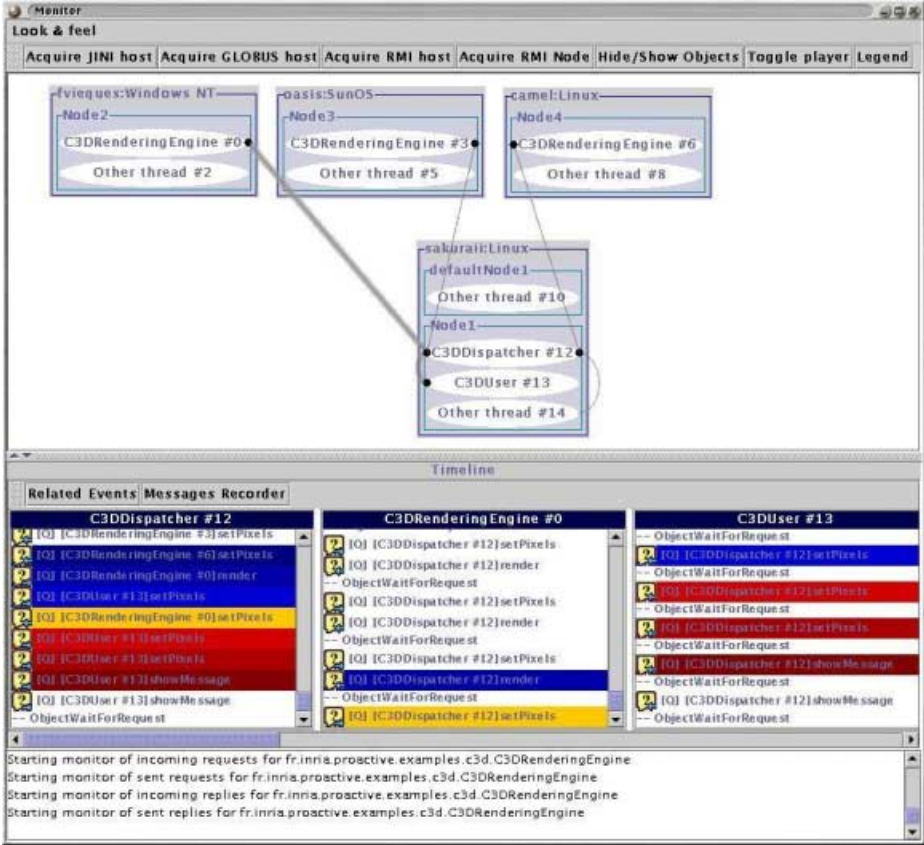 Monitor
Look & feel
Acquire JINI host Acquire GLOBUS host Acquire RMI host Acquire RMI Node Hide/Show Objects Toggle player Legend
fvieques:Windows NT
Node2
C3DRenderingEngine #0
Other thread #2
oasis:SunOS
Node3
C3DRenderingEngine #3
Other thread #5
camel:Linux
Node4
C3DRenderingEngine #6
Other thread #8
sakuraii:Linux
defaultNode1
Other thread #10
Node1
C3DDispatcher #12
C3DUser #13
Other thread #14
Timeline
Related Events Messages Recorder
C3DDispatcher #12
[Q] [C3DRenderingEngine #3]setPixels
[Q] [C3DRenderingEngine #6]setPixels
[Q] [C3DRenderingEngine #0]render
[Q] [C3DUser #13]setPixels
[Q] [C3DRenderingEngine #0]setPixels
[Q] [C3DUser #13]setPixels
[Q] [C3DUser #13]setPixels
[Q] [C3DUser #13]showMessage
[Q] [C3DUser #13]showMessage
-- ObjectWaitForRequest
C3DRenderingEngine #0
[Q] [C3DDispatcher #12]setPixels
[Q] [C3DDispatcher #12]render
-- ObjectWaitForRequest
[Q] [C3DDispatcher #12]setPixels
[Q] [C3DDispatcher #12]render
-- ObjectWaitForRequest
[Q] [C3DDispatcher #12]setPixels
[Q] [C3DDispatcher #12]render
-- ObjectWaitForRequest
[Q] [C3DDispatcher #12]setPixels
C3DUser #13
-- ObjectWaitForRequest
[Q] [C3DDispatcher #12]setPixels
-- ObjectWaitForRequest
[Q] [C3DDispatcher #12]setPixels
-- ObjectWaitForRequest
[Q] [C3DDispatcher #12]setPixels
-- ObjectWaitForRequest
[Q] [C3DDispatcher #12]showMessage
-- ObjectWaitForRequest
[Q] [C3DDispatcher #12]showMessage
-- ObjectWaitForRequest
Starting monitor of incoming requests for fr.inria.proactive.examples.c3d.C3DRenderingEngine
Starting monitor of sent requests for fr.inria.proactive.examples.c3d.C3DRenderingEngine
Starting monitor of incoming replies for fr.inria.proactive.examples.c3d.C3DRenderingEngine
Starting monitor of sent replies for fr.inria.proactive.examples.c3d.C3DRenderingEngine